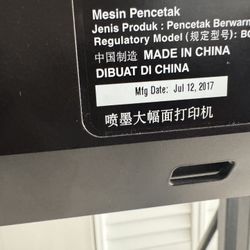 Mesin Pencetak
Jenis Produk : Pencetak Berwarn
Regulatory Model (规定型号): BC
中国制造 MADE IN CHINA
DIBUAT DI CHINA
Mfg Date: Jul 12, 2017
喷墨大幅面打印机